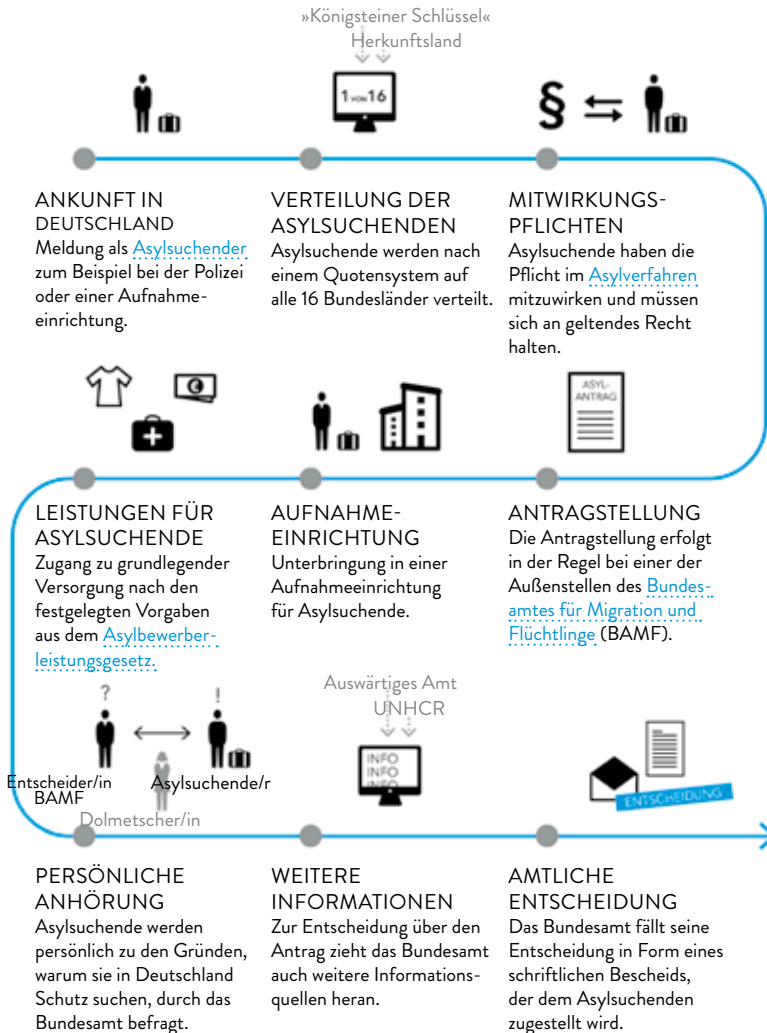 »Königsteiner Schlüssel«
Herkunftsland
1 VON 16
§
ANKUNFT IN
DEUTSCHLAND
Meldung als Asylsuchender
zum Beispiel bei der Polizei
oder einer Aufnahme-
einrichtung.
VERTEILUNG DER
ASYLSUCHENDEN
Asylsuchende werden nach
einem Quotensystem auf
alle 16 Bundesländer verteilt.
MITWIRKUNGS-
PFLICHTEN
Asylsuchende haben die
Pflicht im Asylverfahren
mitzuwirken und müssen
sich an geltendes Recht
halten.
ASYL-
ANTRAG
LEISTUNGEN FÜR
ASYLSUCHENDE
Zugang zu grundlegender
Versorgung nach den
festgelegten Vorgaben
aus dem Asylbewerber-
leistungsgesetz.
AUFNAHME-
EINRICHTUNG
Unterbringung in einer
Aufnahmeeinrichtung
für Asylsuchende.
ANTRAGSTELLUNG
Die Antragstellung erfolgt
in der Regel bei einer der
Außenstellen des Bundes-
amtes für Migration und
Flüchtlinge (BAMF).
? !
Entscheider/in
BAMF
Asylsuchende/r
Dolmetscher/in
Auswärtiges Amt
UNHCR
INFO
INFO
INFO
ENTSCHEIDUNG
PERSÖNLICHE
ANHÖRUNG
Asylsuchende werden
persönlich zu den Gründen,
warum sie in Deutschland
Schutz suchen, durch das
Bundesamt befragt.
WEITERE
INFORMATIONEN
Zur Entscheidung über den
Antrag zieht das Bundesamt
auch weitere Informations-
quellen heran.
AMTLICHE
ENTSCHEIDUNG
Das Bundesamt fällt seine
Entscheidung in Form eines
schriftlichen Bescheids,
der dem Asylsuchenden
zugestellt wird.